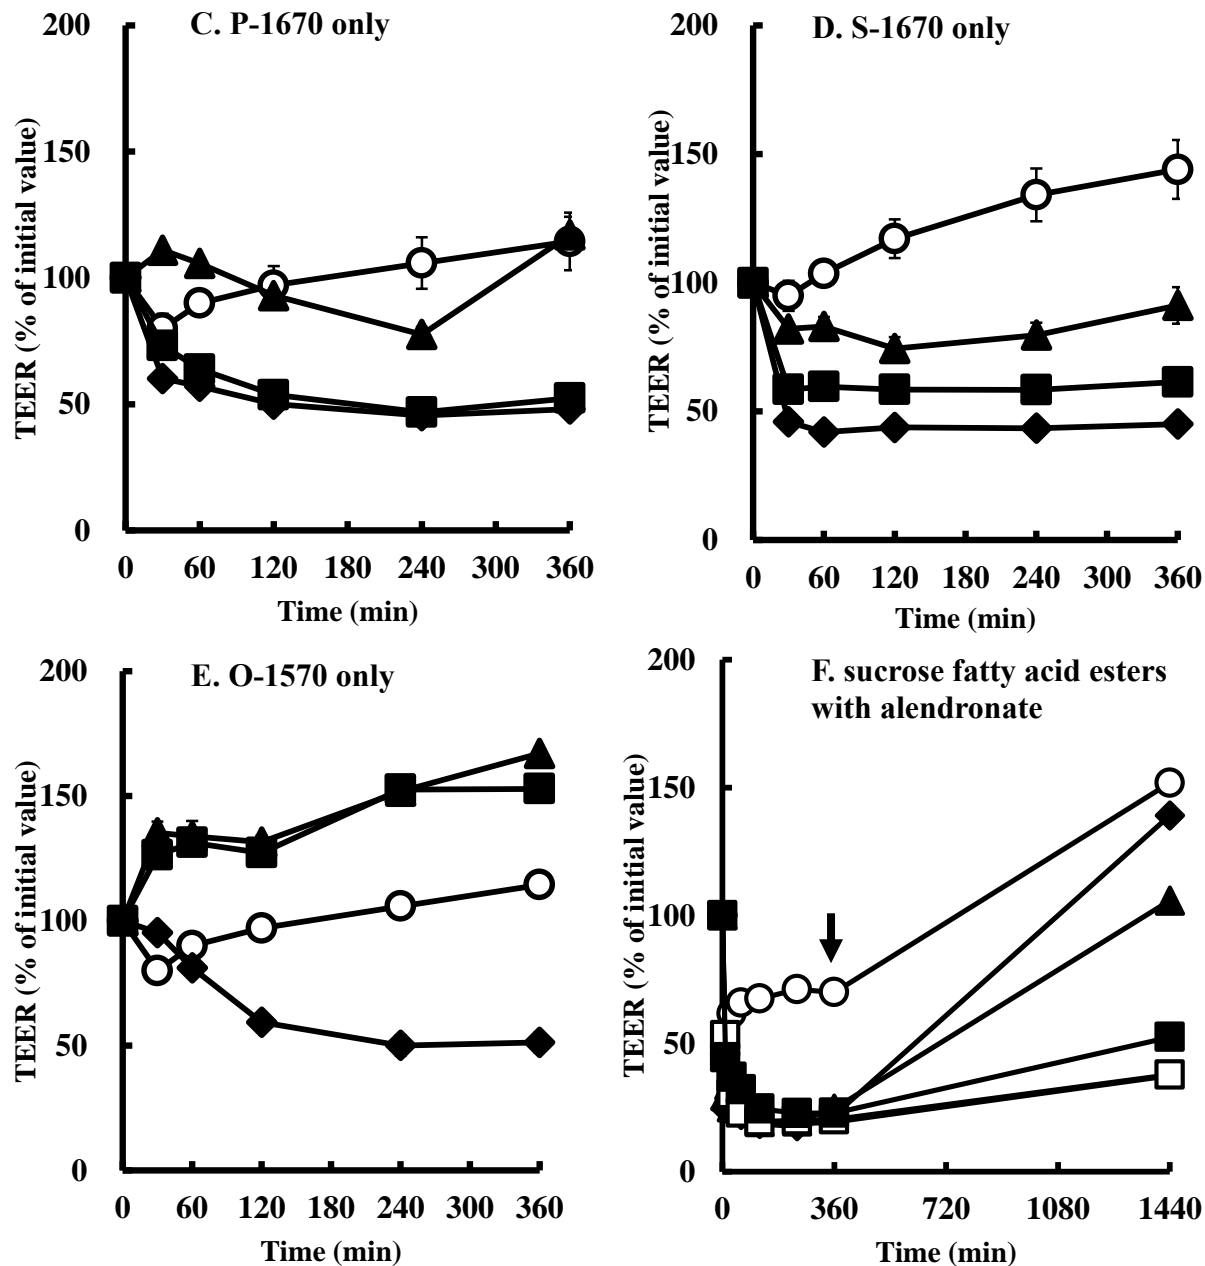 C. P-1670 only
200
150
100
50
0
TEER (% of initial value)
0 60 120 180 240 300 360
Time (min)
D. S-1670 only
200
150
100
50
0
TEER (% of initial value)
0 60 120 180 240 300 360
Time (min)
E. O-1570 only
200
150
100
50
0
TEER (% of initial value)
0 60 120 180 240 300 360
Time (min)
F. sucrose fatty acid esters
with alendronate
200
150
100
50
0
TEER (% of initial value)
0 360 720 1080 1440
Time (min)